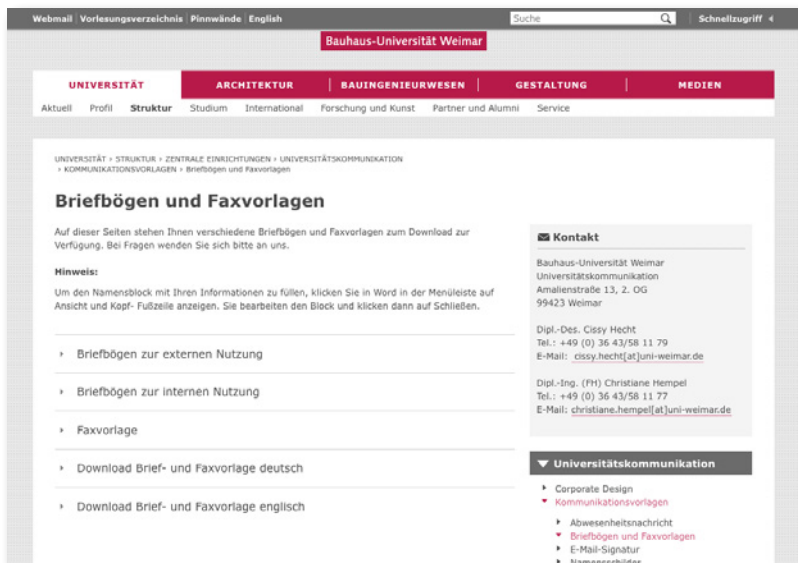 Webmail | Vorlesungsverzeichnis | Pinnwände | English
Suche
Schnellzugriff
Bauhaus-Universität Weimar
UNIVERSITÄT
ARCHITEKTUR
BAUINGENIEURWESEN
GESTALTUNG
MEDIEN
Aktuell Profil Struktur Studium International Forschung und Kunst Partner und Alumni Service
UNIVERSITÄT › STRUKTUR › ZENTRALE EINRICHTUNGEN › UNIVERSITÄTSKOMMUNIKATION
› KOMMUNIKATIONSVORLAGEN › Briefbögen und Faxvorlagen
Briefbögen und Faxvorlagen
Auf dieser Seiten stehen Ihnen verschiedene Briefbögen und Faxvorlagen zum Download zur
Verfügung. Bei Fragen wenden Sie sich bitte an uns.
Hinweis:
Um den Namensblock mit Ihren Informationen zu füllen, klicken Sie in Word in der Menüleiste auf
Ansicht und Kopf- Fußzeile anzeigen. Sie bearbeiten den Block und klicken dann auf Schließen.
Briefbögen zur externen Nutzung
Briefbögen zur internen Nutzung
Faxvorlage
Download Brief- und Faxvorlage deutsch
Download Brief- und Faxvorlage englisch
Kontakt
Bauhaus-Universität Weimar
Universitätskommunikation
Amalienstraße 13, 2. OG
99423 Weimar
Dipl.-Des. Cissy Hecht
Tel.: +49 (0) 36 43/58 11 79
E-Mail: cissy.hecht[at]uni-weimar.de
Dipl.-Ing. (FH) Christiane Hempel
Tel.: +49 (0) 36 43/58 11 77
E-Mail: christiane.hempel[at]uni-weimar.de
Universitätskommunikation
Corporate Design
Kommunikationsvorlagen
Abwesenheitsnachricht
Briefbögen und Faxvorlagen
E-Mail-Signatur
Namensschilder